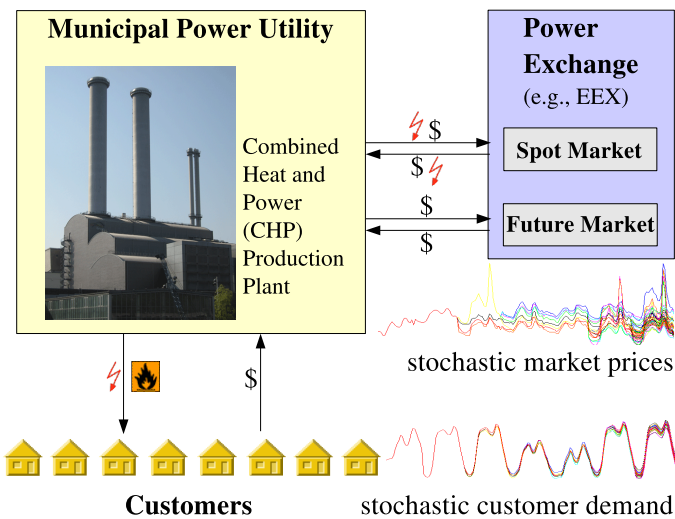 Municipal Power Utility
Combined
Heat and
Power
(CHP)
Production
Plant
Power
Exchange
(e.g., EEX)
$
$
Spot Market
$
$
Future Market
stochastic market prices
$
Customers
stochastic customer demand